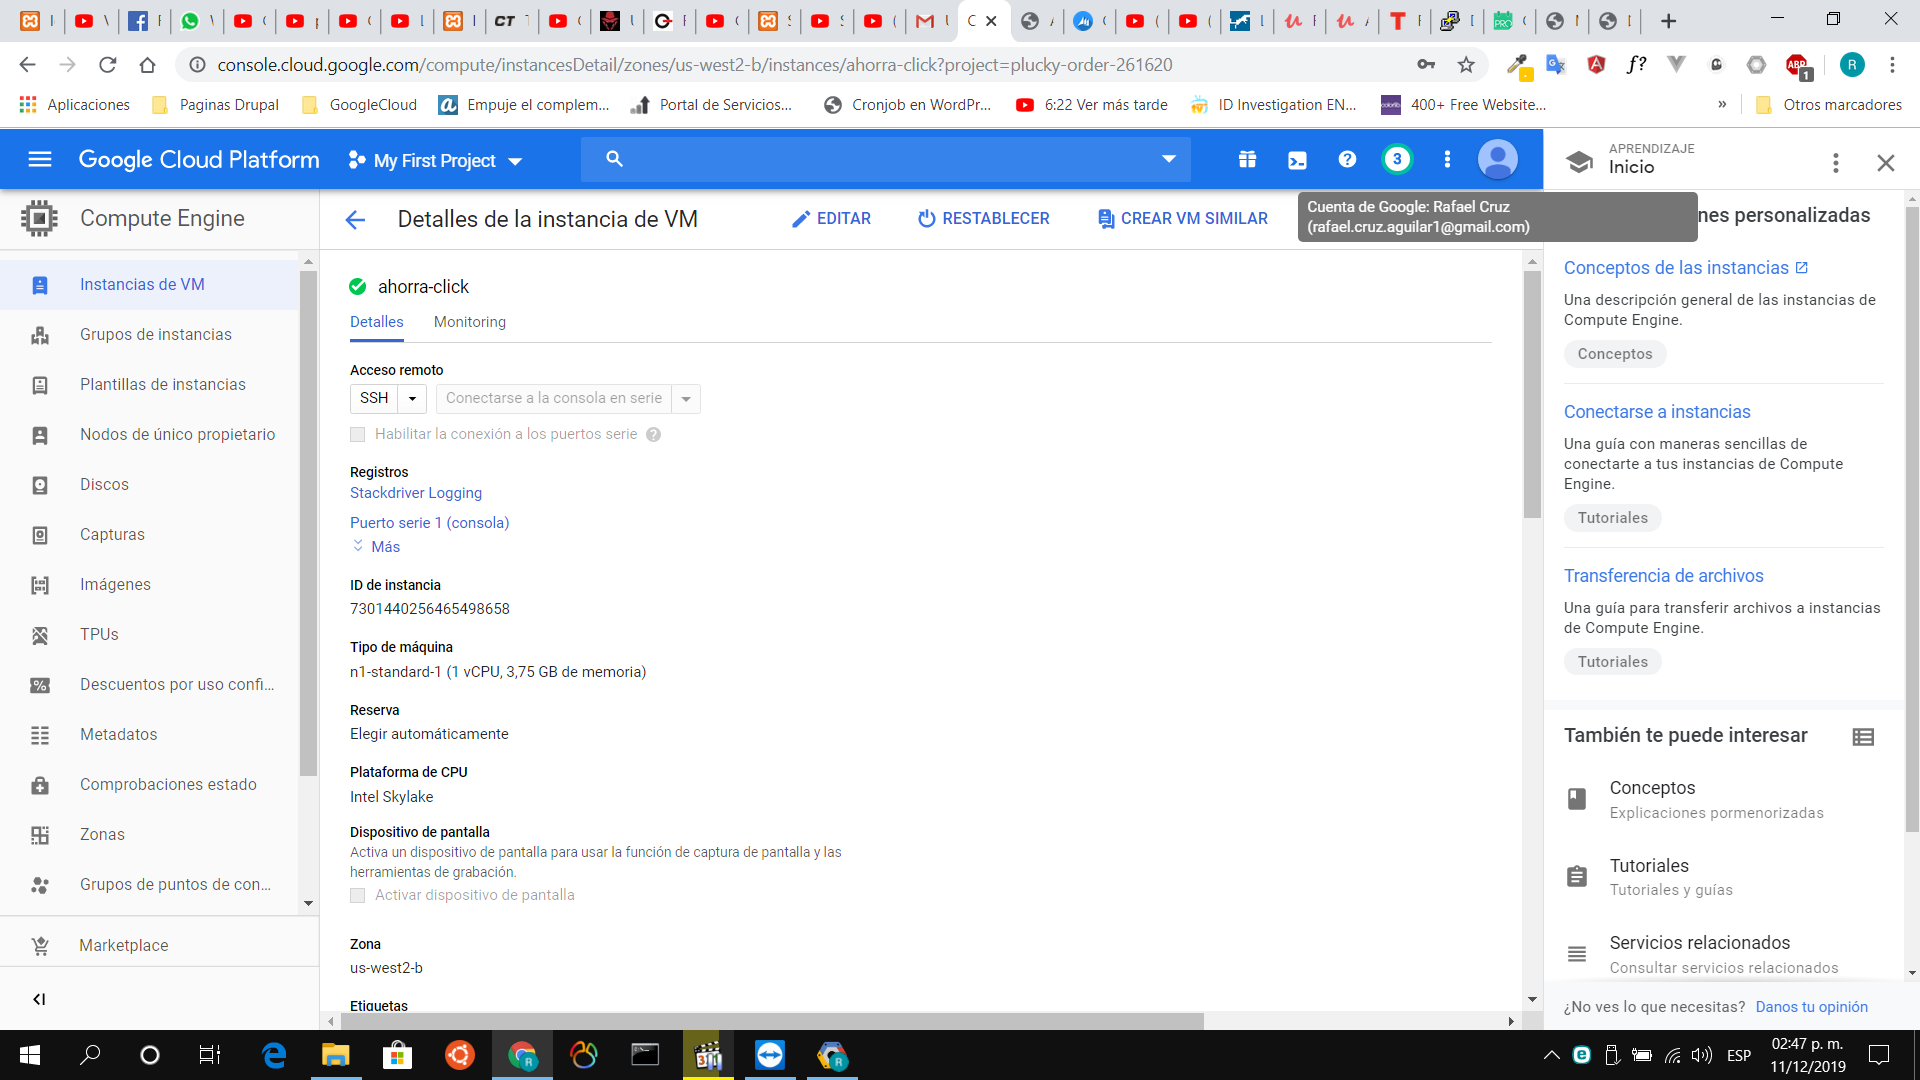 console.cloud.google.com/compute/instancesDetail/zones/us-west2-b/instances/ahorra-click?project=plucky-order-261620
Aplicaciones
Paginas Drupal
GoogleCloud
Empuje el complem...
Portal de Servicios...
Cronjob en WordPr...
6:22 Ver más tarde
ID Investigation EN...
400+ Free Website...
»
Otros marcadores
Google Cloud Platform
My First Project
3
APRENDIZAJE
Inicio
Compute Engine
Detalles de la instancia de VM
EDITAR
RESTABLECER
CREAR VM SIMILAR
Cuenta de Google: Rafael Cruz
(rafael.cruz.aguilar1@gmail.com)
nes personalizadas
Instancias de VM
Grupos de instancias
Plantillas de instancias
Nodos de único propietario
Discos
Capturas
Imágenes
TPUs
Descuentos por uso confi...
Metadatos
Comprobaciones estado
Zonas
Grupos de puntos de con...
Marketplace
ahorra-click
Detalles
Monitoring
Acceso remoto
SSH
Conectarse a la consola en serie
Habilitar la conexión a los puertos serie
Registros
Stackdriver Logging
Puerto serie 1 (consola)
Más
ID de instancia
7301440256465498658
Tipo de máquina
n1-standard-1 (1 vCPU, 3,75 GB de memoria)
Reserva
Elegir automáticamente
Plataforma de CPU
Intel Skylake
Dispositivo de pantalla
Activa un dispositivo de pantalla para usar la función de captura de pantalla y las
herramientas de grabación.
Activar dispositivo de pantalla
Zona
us-west2-b
Etiquetas
Conceptos de las instancias
Una descripción general de las instancias de
Compute Engine.
Conceptos
Conectarse a instancias
Una guía con maneras sencillas de
conectarte a tus instancias de Compute
Engine.
Tutoriales
Transferencia de archivos
Una guía para transferir archivos a instancias
de Compute Engine.
Tutoriales
También te puede interesar
Conceptos
Explicaciones pormenorizadas
Tutoriales
Tutoriales y guías
Servicios relacionados
Consultar servicios relacionados
¿No ves lo que necesitas? Danos tu opinión
ESP
02:47 p. m.
11/12/2019